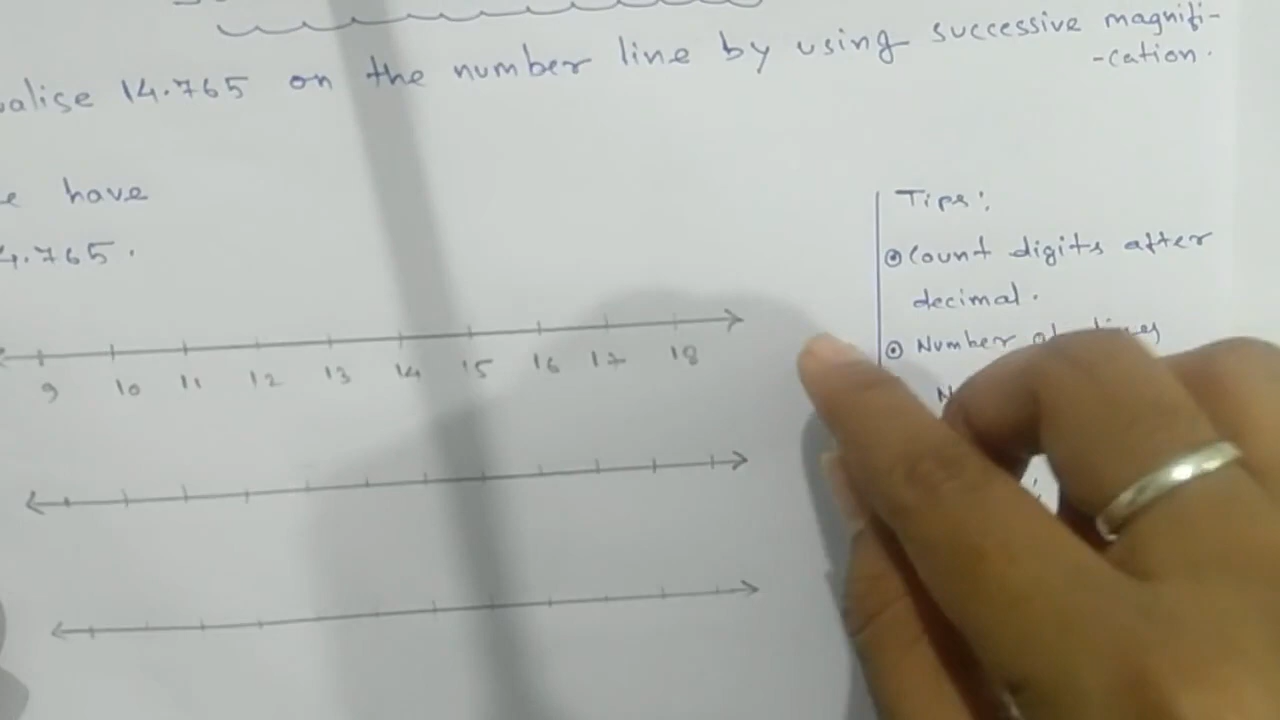 14.765 on the number line by using successive magnifi-
-cation.
have
4.765.
Tips:
Count digits after
decimal.
Number
9 10 11 12 13 14 15 16 17 18